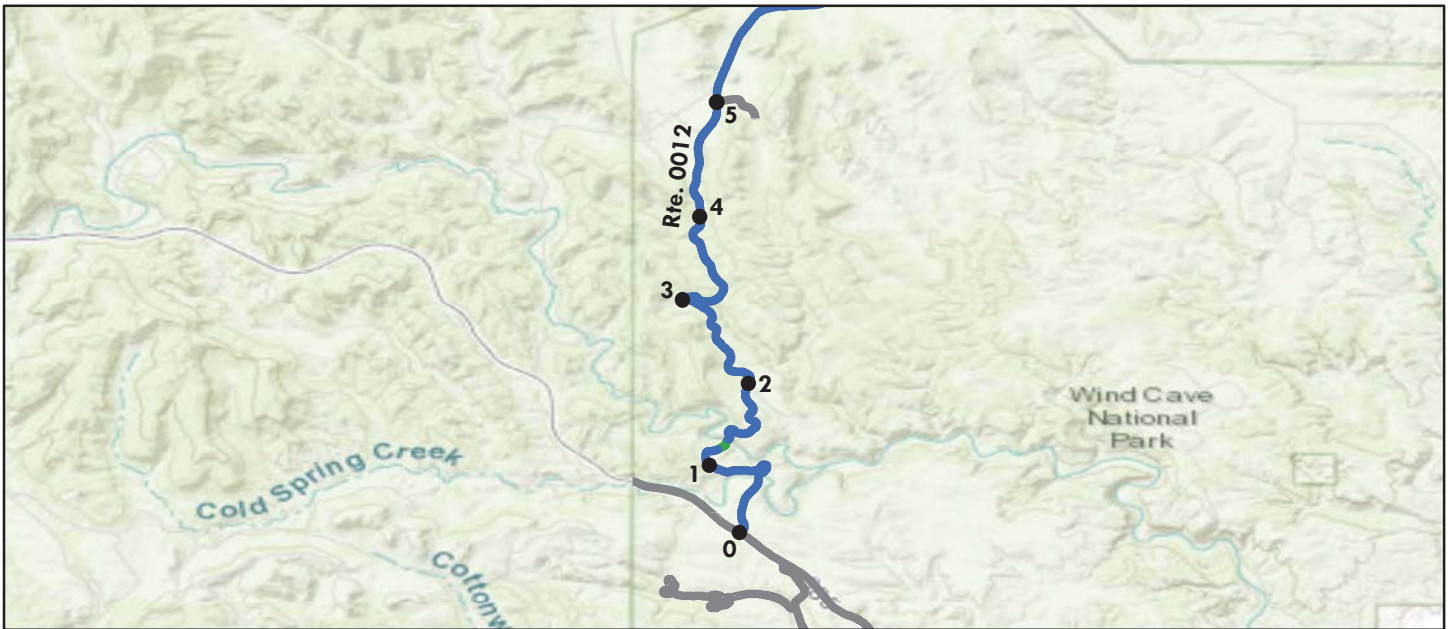 5
Rte. 0012
4
3
2
Wind Cave
National
Park
1
Cold Spring Creek
0
Cottonw